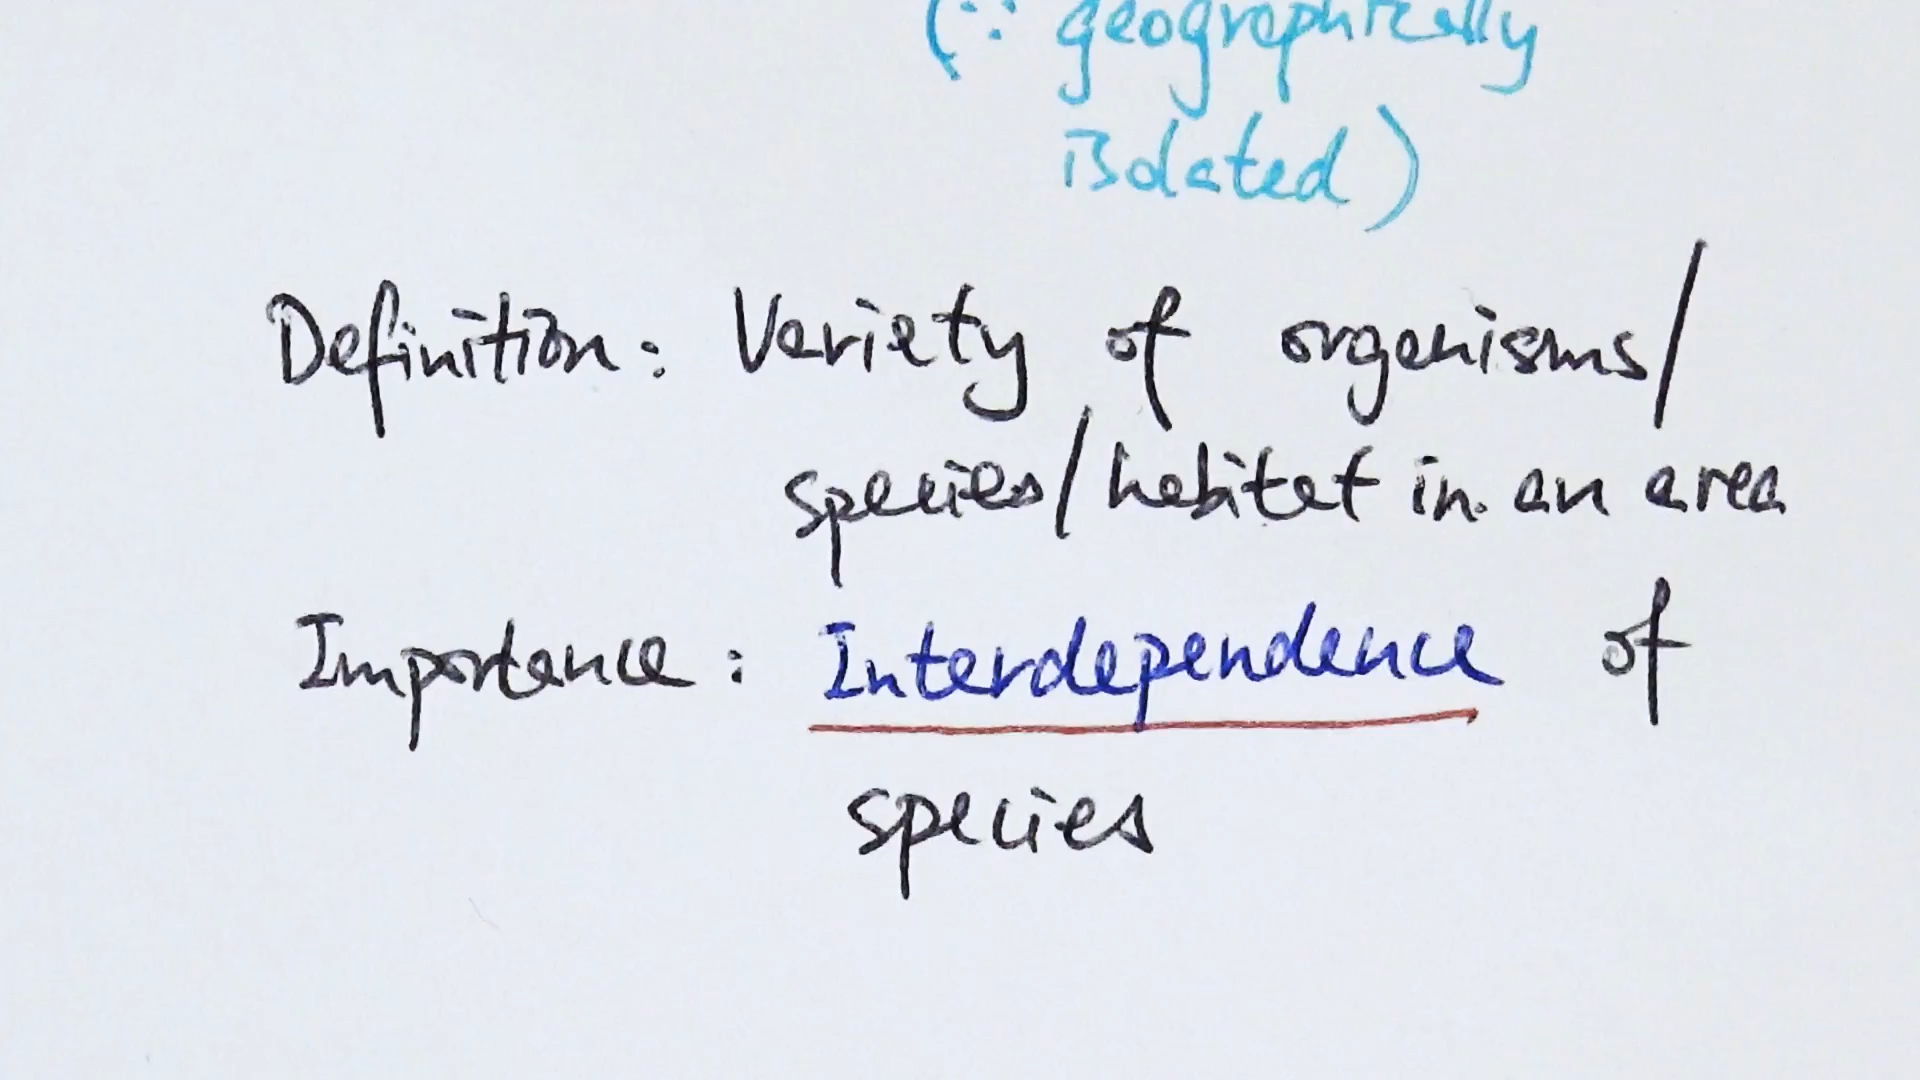 (∵ geographically
isolated)
Definition: Variety of organisms/
species/habitat in an area
Importance: Interdependence of
species